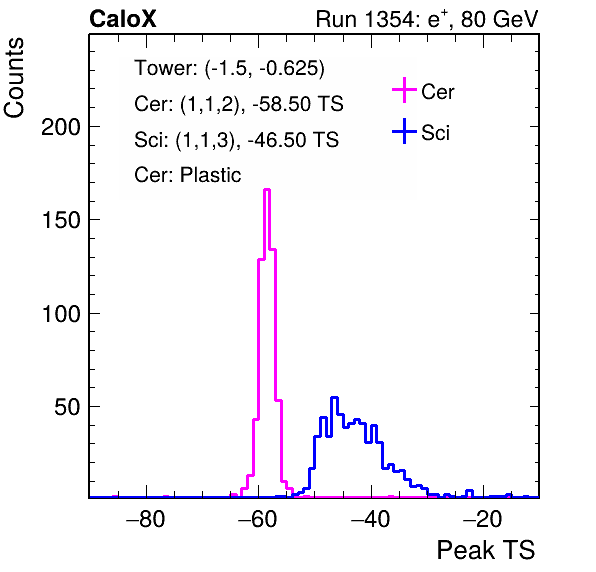 CaloX Run 1354: e⁺, 80 GeV
Counts
Tower: (-1.5, -0.625)
Cer: (1,1,2), -58.50 TS
Sci: (1,1,3), -46.50 TS
Cer: Plastic
Cer
Sci
200
150
100
50
−80 −60 −40 −20
Peak TS